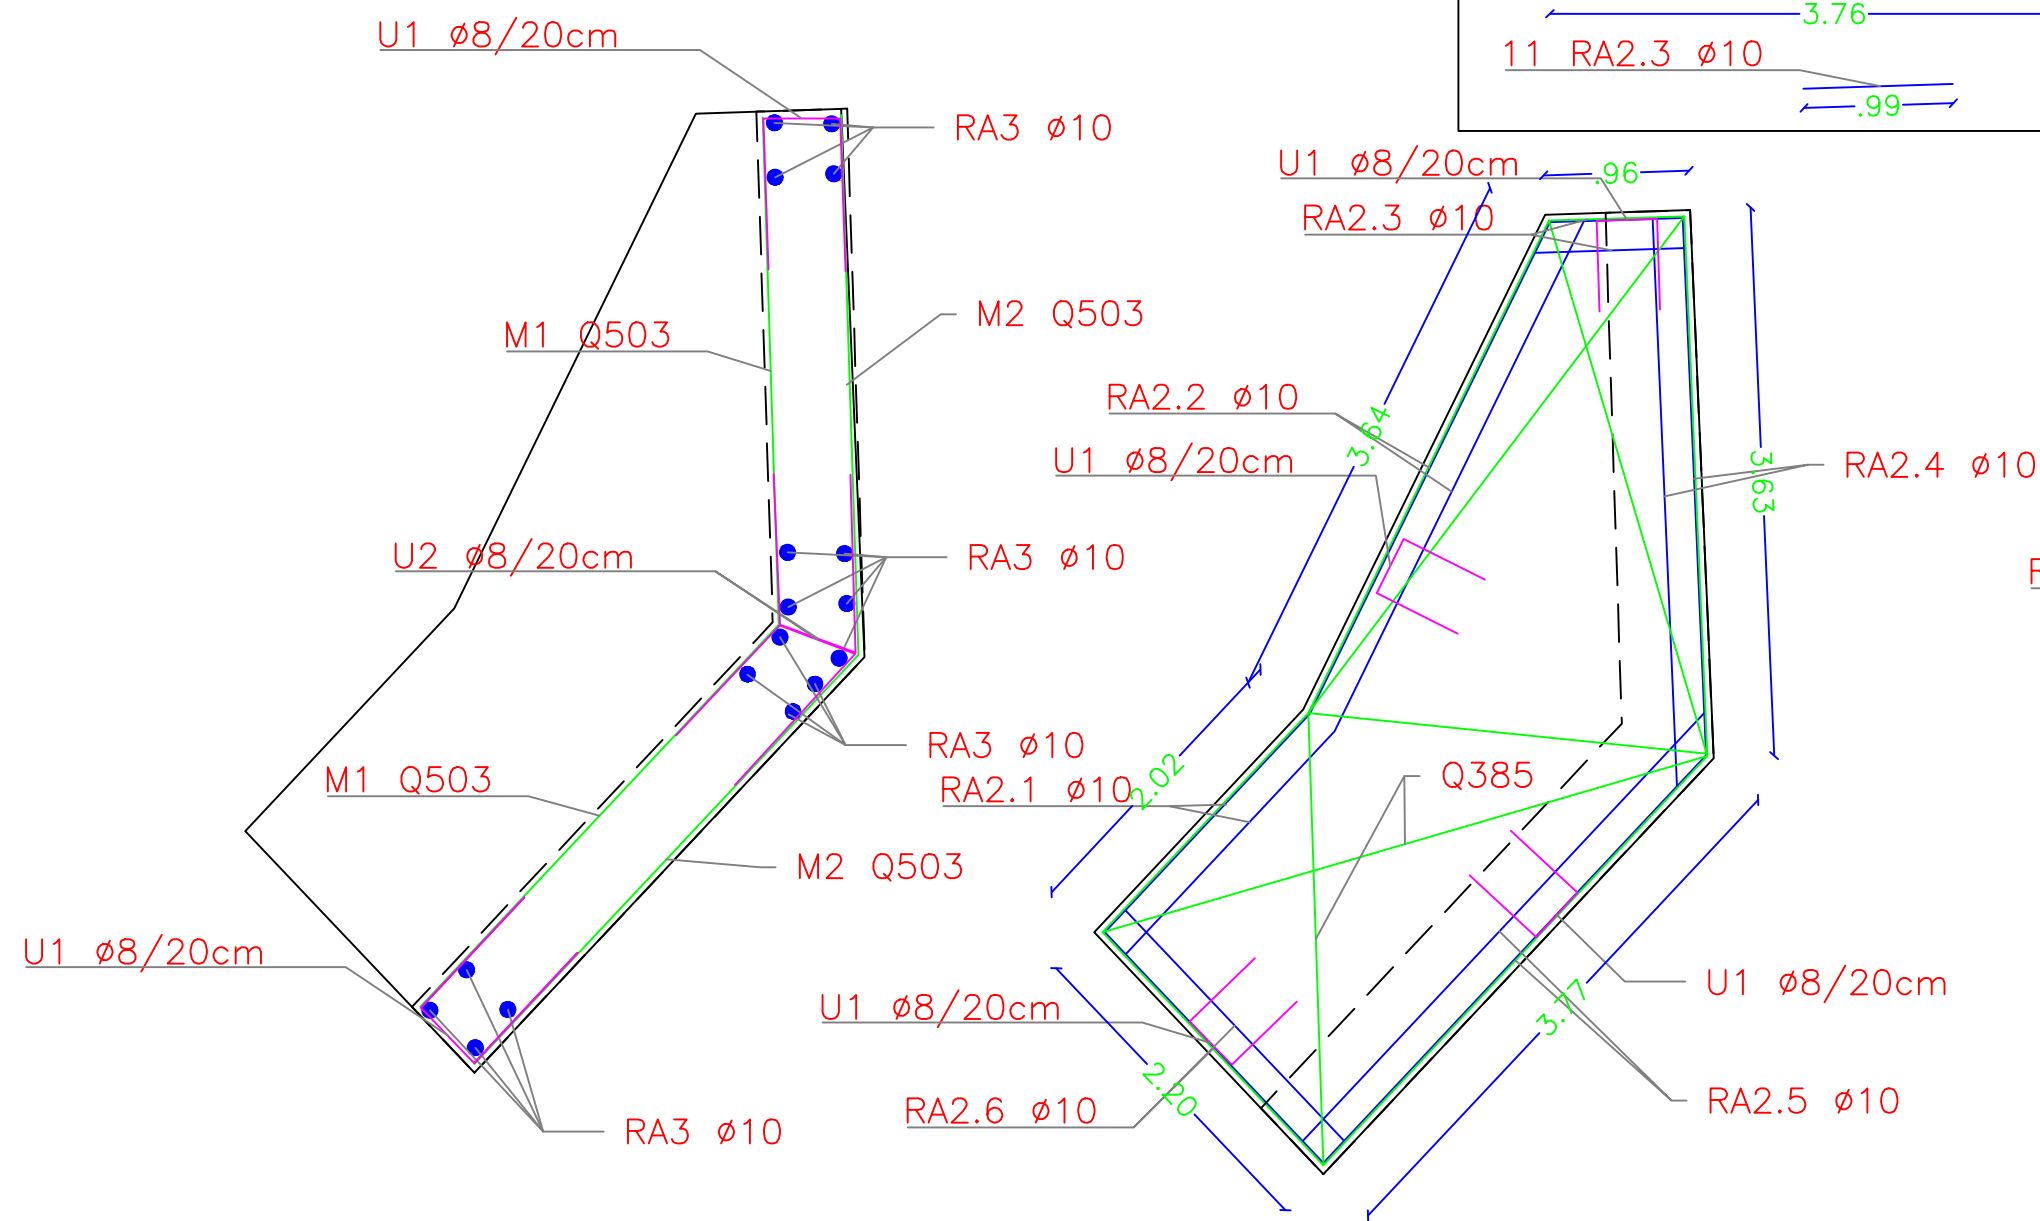 3.76
11 RA2.3 ø10
.99
U1 ø8/20cm
RA3 ø10
M1 Q503
M2 Q503
U2 ø8/20cm
RA3 ø10
RA3 ø10
M1 Q503
M2 Q503
U1 ø8/20cm
RA3 ø10
U1 ø8/20cm
.96
RA2.3 ø10
RA2.2 ø10
3.64
U1 ø8/20cm
RA2.4 ø10
3.63
RA2.1 ø10
2.02
Q385
U1 ø8/20cm
U1 ø8/20cm
3.77
RA2.6 ø10
2.20
RA2.5 ø10